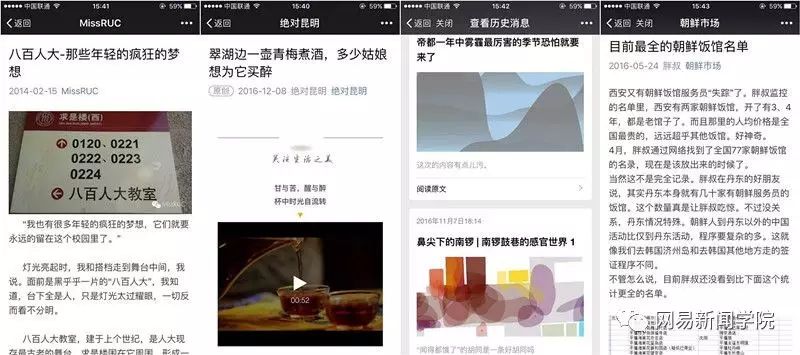 中国联通 15:41 59%
返回 MissRUC
八百人大-那些年轻的疯狂的梦
想
2014-02-15 MissRUC
求是楼(西)
0120、0221
0222、0223
0224
八百人大教室
“我也有很多年轻的疯狂的梦想，它们就要
永远的留在这个校园里了。”
灯光亮起时，我和搭档走到舞台中间，我
说。面前是黑乎乎一片的“八百人大”，我知
道，台下全是人，只是灯光太过耀眼，一切反
而看不分明。
八百人大教室，建于上个世纪，是人大现
存最古老的舞台。求是楼因在它周围，形成一
中国联通 15:40 59%
返回 绝对昆明
翠湖边一壶青梅煮酒，多少姑娘
想为它买醉
原创 2016-12-08 绝对昆明 绝对昆明
关注生活之美
甘与苦，醒与醉
杯中时光自流转
00:52
中国联通 15:42 59%
返回 关闭 查看历史消息
帝都一年中雾霾最厉害的季节恐怕就要
来了
这次的内容有点儿污。
阅读原文
2016年11月7日18:14
鼻尖下的南锣 | 南锣鼓巷的感官世界 1
“闻得都饿了”的胡同是一条好胡同吗
中国联通 15:43 59%
返回 关闭 朝鲜市场
目前最全的朝鲜饭馆名单
2016-05-24 胖叔 朝鲜市场
西安又有朝鲜饭馆服务员“失踪”了。胖叔监控
的名单里，西安有两家朝鲜饭馆，开了有3、4
年，都是老馆子了。而且那里的人均价格是全
国最贵的，远远超乎其他饭馆。好神奇。
4月，胖叔通过网络找到了全国77家朝鲜饭馆
的名录，现在是该放出来的时候了。
当然这不是完全记录。胖叔在丹东的好朋友
说，其实丹东本身就有几十家有朝鲜服务员的
饭馆。这个数量真是让胖叔吃惊。不过没关
系，丹东情况特殊。朝鲜人到丹东以外的中国
活动比仅到丹东活动，程序要复杂的多。这就
像我们去韩国济州岛和去韩国其他地方走的签
证程序不同。
不管怎么说，目前胖叔还没看到比下面这个统
计更全的名单。
网易新闻学院